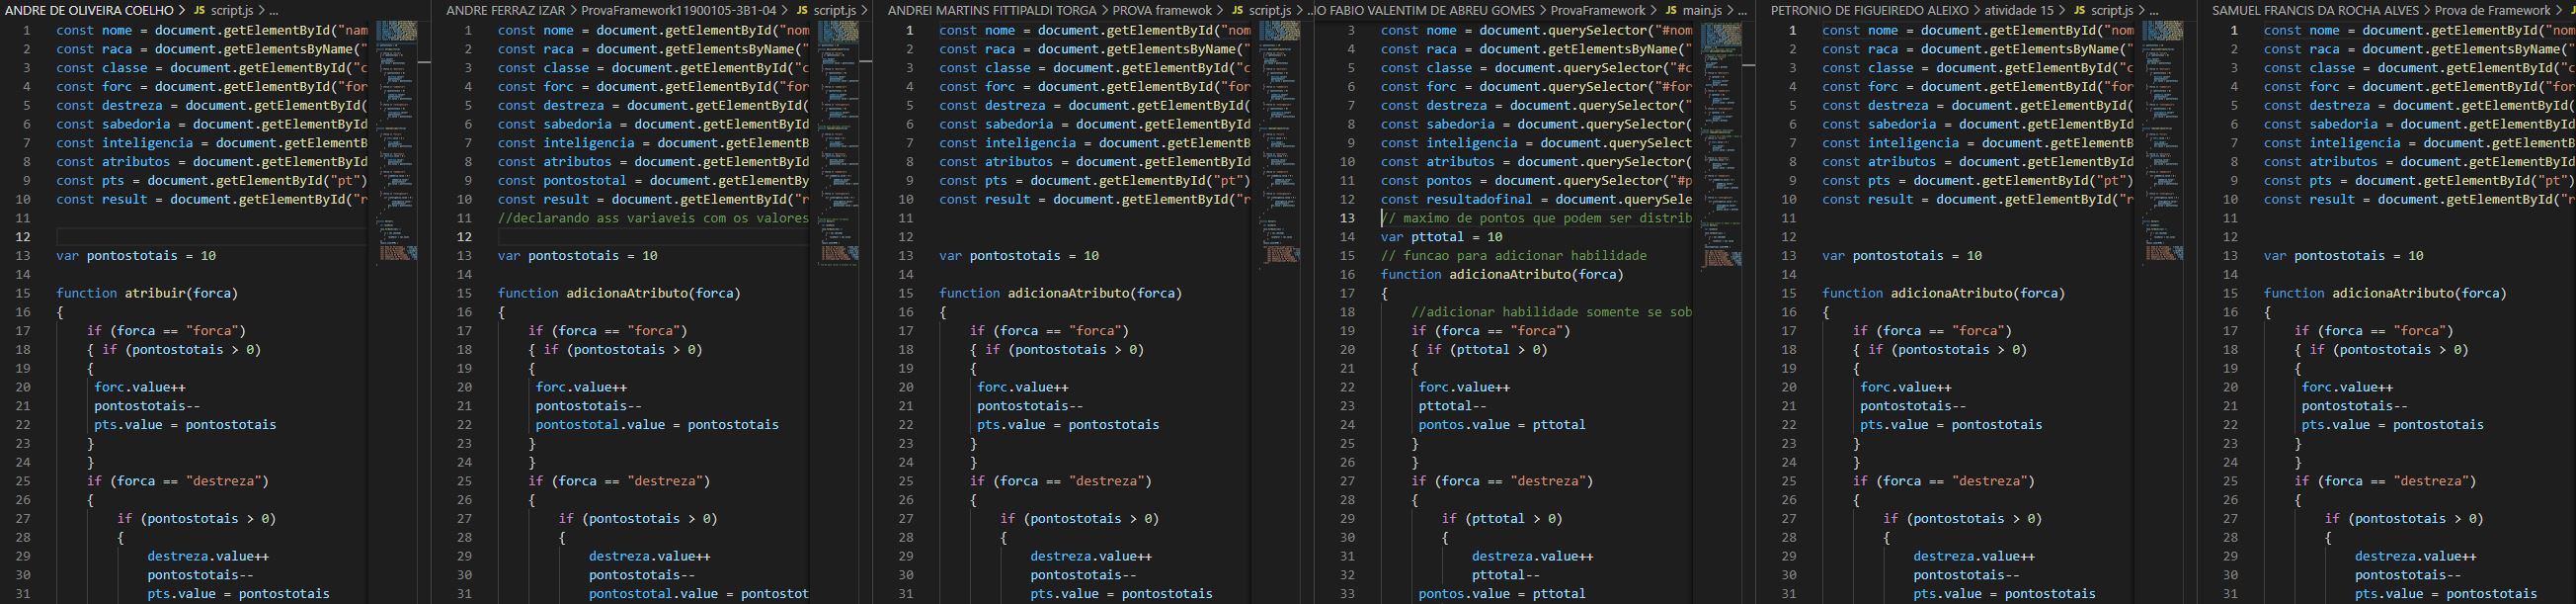 ANDRE DE OLIVEIRA COELHO > JS script.js > ...
1 const nome = document.getElementById("nam
2 const raca = document.getElementsByName("
3 const classe = document.getElementById("c
4 const forc = document.getElementById("for
5 const destreza = document.getElementById(
6 const sabedoria = document.getElementById
7 const inteligencia = document.getElementB
8 const atributos = document.getElementById
9 const pts = document.getElementById("pt")
10 const result = document.getElementById("r
11
12
13 var pontostotais = 10
14
15 function atribuir(forca)
16 {
17 if (forca == "forca")
18 { if (pontostotais > 0)
19 {
20 forc.value++
21 pontostotais--
22 pts.value = pontostotais
23 }
24 }
25 if (forca == "destreza")
26 {
27 if (pontostotais > 0)
28 {
29 destreza.value++
30 pontostotais--
31 pts.value = pontostotais
ANDRE FERRAZ IZAR > ProvaFramework11900105-3B1-04 > JS script.js >
1 const nome = document.getElementById("nom
2 const raca = document.getElementsByName("
3 const classe = document.getElementById("c
4 const forc = document.getElementById("for
5 const destreza = document.getElementById(
6 const sabedoria = document.getElementById
7 const inteligencia = document.getElementB
8 const atributos = document.getElementById
9 const pontostotal = document.getElementBy
10 const result = document.getElementById("r
11 //declarando ass variaveis com os valores
12
13 var pontostotais = 10
14
15 function adicionaAtributo(forca)
16 {
17 if (forca == "forca")
18 { if (pontostotais > 0)
19 {
20 forc.value++
21 pontostotais--
22 pontostotal.value = pontostotais
23 }
24 }
25 if (forca == "destreza")
26 {
27 if (pontostotais > 0)
28 {
29 destreza.value++
30 pontostotais--
31 pontostotal.value = pontostot
ANDREI MARTINS FITTIPALDI TORGA > PROVA framewok > JS script.js > ...
1 const nome = document.getElementById("nom
2 const raca = document.getElementsByName("
3 const classe = document.getElementById("c
4 const forc = document.getElementById("for
5 const destreza = document.getElementById(
6 const sabedoria = document.getElementById
7 const inteligencia = document.getElementB
8 const atributos = document.getElementById
9 const pts = document.getElementById("pt")
10 const result = document.getElementById("r
11
12
13 var pontostotais = 10
14
15 function adicionaAtributo(forca)
16 {
17 if (forca == "forca")
18 { if (pontostotais > 0)
19 {
20 forc.value++
21 pontostotais--
22 pts.value = pontostotais
23 }
24 }
25 if (forca == "destreza")
26 {
27 if (pontostotais > 0)
28 {
29 destreza.value++
30 pontostotais--
31 pts.value = pontostotais
IO FABIO VALENTIM DE ABREU GOMES > ProvaFramework > JS main.js > ...
3 const nome = document.querySelector("#nom
4 const raca = document.getElementsByName("
5 const classe = document.querySelector("#c
6 const forc = document.querySelector("#for
7 const destreza = document.querySelector("
8 const sabedoria = document.querySelector(
9 const inteligencia = document.querySelect
10 const atributos = document.querySelector(
11 const pontos = document.querySelector("#p
12 const resultadofinal = document.querySele
13 // maximo de pontos que podem ser distrib
14 var pttotal = 10
15 // funcao para adicionar habilidade
16 function adicionaAtributo(forca)
17 {
18 //adicionar habilidade somente se sob
19 if (forca == "forca")
20 { if (pttotal > 0)
21 {
22 forc.value++
23 pttotal--
24 pontos.value = pttotal
25 }
26 }
27 if (forca == "destreza")
28 {
29 if (pttotal > 0)
30 {
31 destreza.value++
32 pttotal--
33 pontos.value = pttotal
PETRONIO DE FIGUEIREDO ALEIXO > atividade 15 > JS script.js > ...
1 const nome = document.getElementById("nom
2 const raca = document.getElementsByName("
3 const classe = document.getElementById("c
4 const forc = document.getElementById("for
5 const destreza = document.getElementById(
6 const sabedoria = document.getElementById
7 const inteligencia = document.getElementB
8 const atributos = document.getElementById
9 const pts = document.getElementById("pt")
10 const result = document.getElementById("r
11
12
13 var pontostotais = 10
14
15 function adicionaAtributo(forca)
16 {
17 if (forca == "forca")
18 { if (pontostotais > 0)
19 {
20 forc.value++
21 pontostotais--
22 pts.value = pontostotais
23 }
24 }
25 if (forca == "destreza")
26 {
27 if (pontostotais > 0)
28 {
29 destreza.value++
30 pontostotais--
31 pts.value = pontostotais
SAMUEL FRANCIS DA ROCHA ALVES > Prova de Framework >
1 const nome = document.getElementById("nom
2 const raca = document.getElementsByName("
3 const classe = document.getElementById("c
4 const forc = document.getElementById("for
5 const destreza = document.getElementById(
6 const sabedoria = document.getElementById
7 const inteligencia = document.getElementB
8 const atributos = document.getElementById
9 const pts = document.getElementById("pt")
10 const result = document.getElementById("r
11
12
13 var pontostotais = 10
14
15 function adicionaAtributo(forca)
16 {
17 if (forca == "forca")
18 { if (pontostotais > 0)
19 {
20 forc.value++
21 pontostotais--
22 pts.value = pontostotais
23 }
24 }
25 if (forca == "destreza")
26 {
27 if (pontostotais > 0)
28 {
29 destreza.value++
30 pontostotais--
31 pts.value = pontostotais